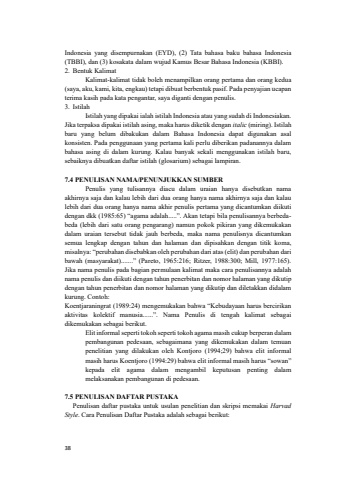 Indonesia yang disempurnakan (EYD), (2) Tata bahasa baku bahasa Indonesia
(TBBI), dan (3) kosakata dalam wujud Kamus Besar Bahasa Indonesia (KBBI).
2. Bentuk Kalimat
Kalimat-kalimat tidak boleh menampilkan orang pertama dan orang kedua
(saya, aku, kami, kita, engkau) tetapi dibuat berbentuk pasif. Pada penyajian ucapan
terima kasih pada kata pengantar, saya diganti dengan penulis.
3. Istilah
Istilah yang dipakai ialah istilah Indonesia atau yang sudah di Indonesiakan.
Jika terpaksa dipakai istilah asing, maka harus diketik dengan italic (miring). Istilah
baru yang belum dibakukan dalam Bahasa Indonesia dapat digunakan asal
konsisten. Pada penggunaan yang pertama kali perlu diberikan padanannya dalam
bahasa asing di dalam kurung. Kalau banyak sekali menggunakan istilah baru,
sebaiknya dibuatkan daftar istilah (glosarium) sebagai lampiran.
7.4 PENULISAN NAMA/PENUNJUKKAN SUMBER
Penulis yang tulisannya diacu dalam uraian hanya disebutkan nama
akhirnya saja dan kalau lebih dari dua orang hanya nama akhirnya saja dan kalau
lebih dari dua orang hanya nama akhir penulis pertama yang dicantumkan diikuti
dengan dkk (1985:65) “agama adalah.....”. Akan tetapi bila penulisannya berbeda-
beda (lebih dari satu orang pengarang) namun pokok pikiran yang dikemukakan
dalam uraian tersebut tidak jauh berbeda, maka nama penulisnya dicantumkan
semua lengkap dengan tahun dan halaman dan dipisahkan dengan titik koma,
misalnya: “perubahan disebabkan oleh perubahan dari atas (elit) dan perubahan dari
bawah (masyarakat).......” (Pareto, 1965:216; Ritzer, 1988:300; Mill, 1977:165).
Jika nama penulis pada bagian permulaan kalimat maka cara penulisannya adalah
nama penulis dan diikuti dengan tahun penerbitan dan nomor halaman yang dikutip
dengan tahun penerbitan dan nomor halaman yang dikutip dan diletakkan didalam
kurung. Contoh:
Koentjaraningrat (1989:24) mengemukakan bahwa “Kebudayaan harus bercirikan
aktivitas kolektif manusia......”. Nama Penulis di tengah kalimat sebagai
dikemukakan sebagai berikut.
Elit informal seperti tokoh seperti tokoh agama masih cukup berperan dalam
pembangunan pedesaan, sebagaimana yang dikemukakan dalam temuan
penelitian yang dilakukan oleh Kontjoro (1994;29) bahwa elit informal
masih harus Koentjoro (1994:29) bahwa elit informal masih harus “sowan”
kepada elit agama dalam mengambil keputusan penting dalam
melaksanakan pembangunan di pedesaan.
7.5 PENULISAN DAFTAR PUSTAKA
Penulisan daftar pustaka untuk usulan penelitian dan skripsi memakai Harvad
Style. Cara Penulisan Daftar Pustaka adalah sebagai berikut:
38